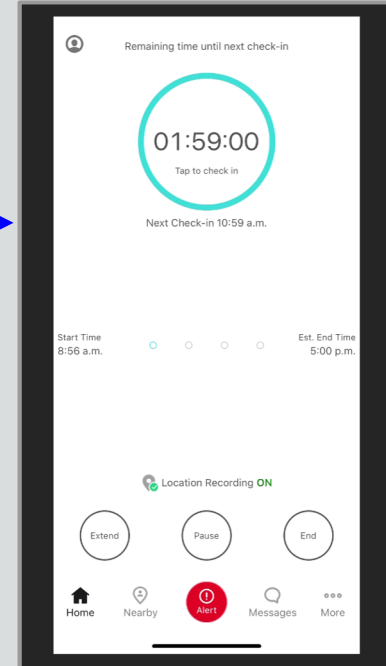 Remaining time until next check-in
01:59:00
Tap to check in
Next Check-in 10:59 a.m.
Start Time
8:56 a.m.
Est. End Time
5:00 p.m.
Location Recording ON
Extend
Pause
End
Home
Nearby
Alert
Messages
More